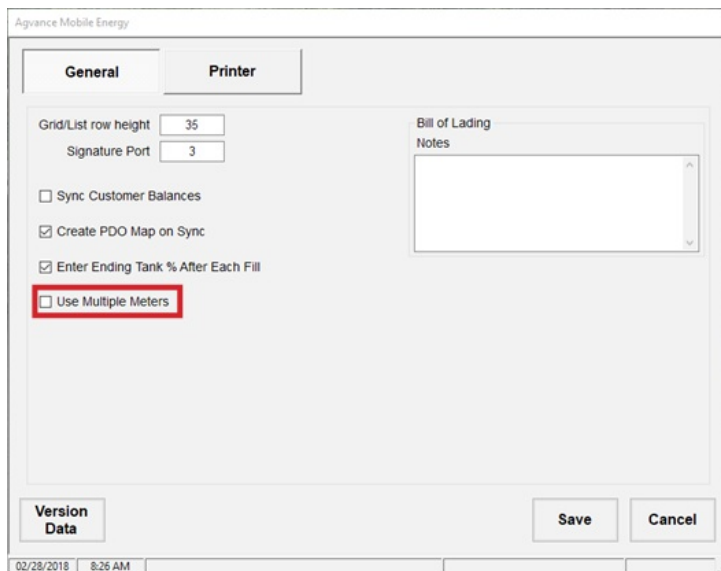 Agvance Mobile Energy
General
Printer
Grid/List row height 35
Signature Port 3
Sync Customer Balances
Create PDO Map on Sync
Enter Ending Tank % After Each Fill
Use Multiple Meters
Bill of Lading
Notes
Version
Data
Save
Cancel
02/28/2018 8:26 AM